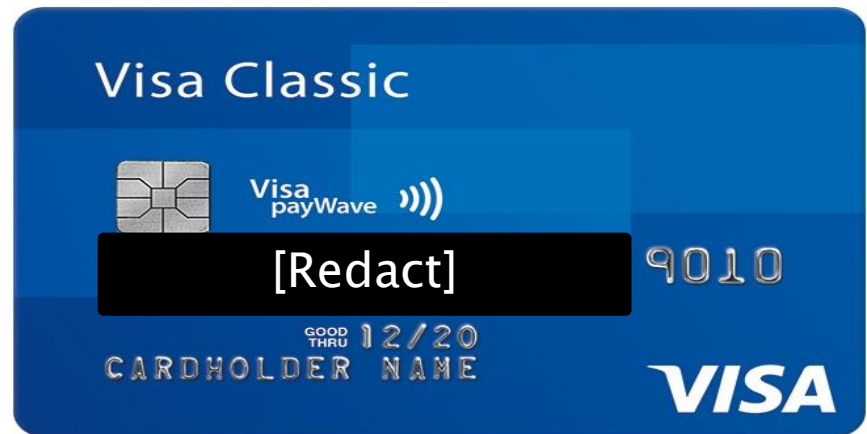 Visa Classic
Visa
payWave
[Redact]
9010
GOOD
THRU 12/20
CARDHOLDER NAME
VISA